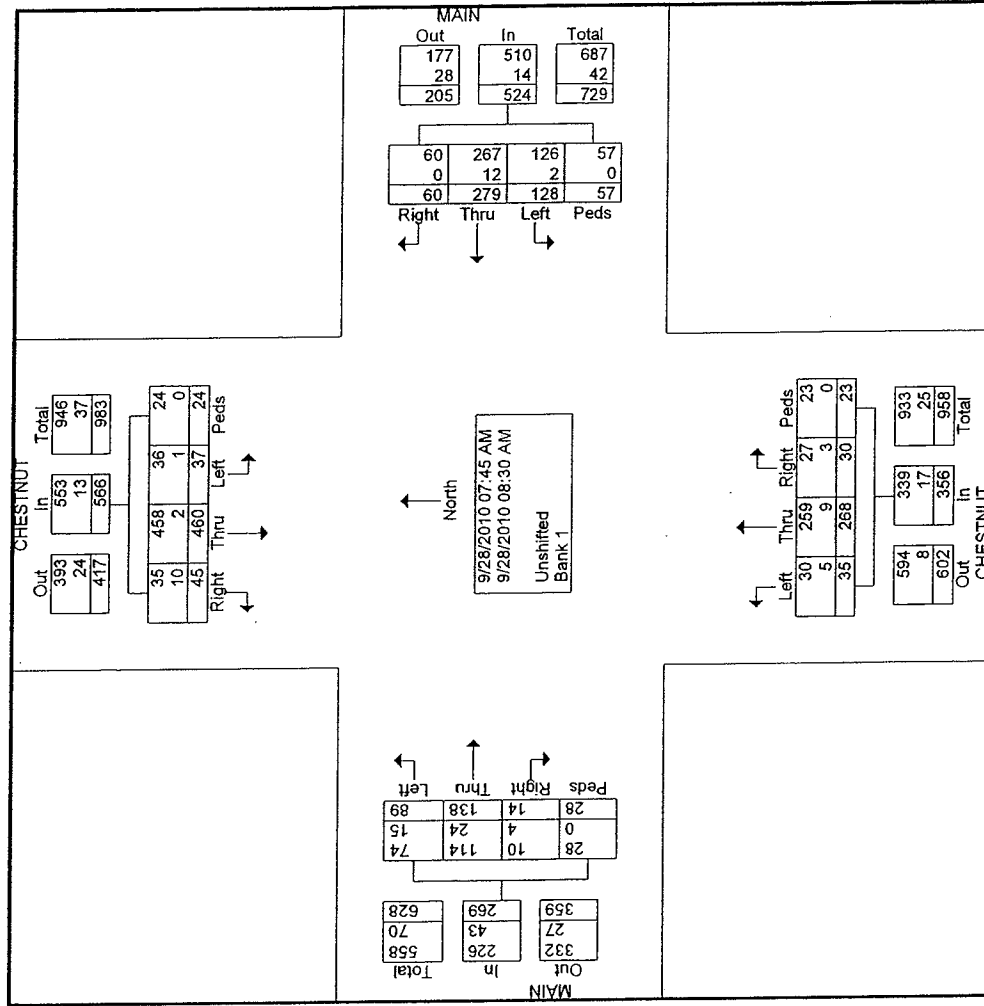 MAIN
Out In Total
177 510 687
28 14 42
205 524 729
60 267 126 57
0 12 2 0
60 279 128 57
Right Thru Left Peds
CHESTNUT
Out In Total
393 553 946
24 13 37
417 566 983
35 458 36 24
10 2 1 0
45 460 37 24
Right Thru Left Peds
North
9/28/2010 07:45 AM
9/28/2010 08:30 AM
Unshifted
Bank 1
Left Thru Right Peds
30 259 27 23
5 9 3 0
35 268 30 23
594 339 933
8 17 25
602 356 958
Out In Total
CHESTNUT
Left Thru Right Peds
89 138 14 28
15 24 4 0
74 114 10 28
628 269 359
70 43 27
558 226 332
Total In Out
MAIN